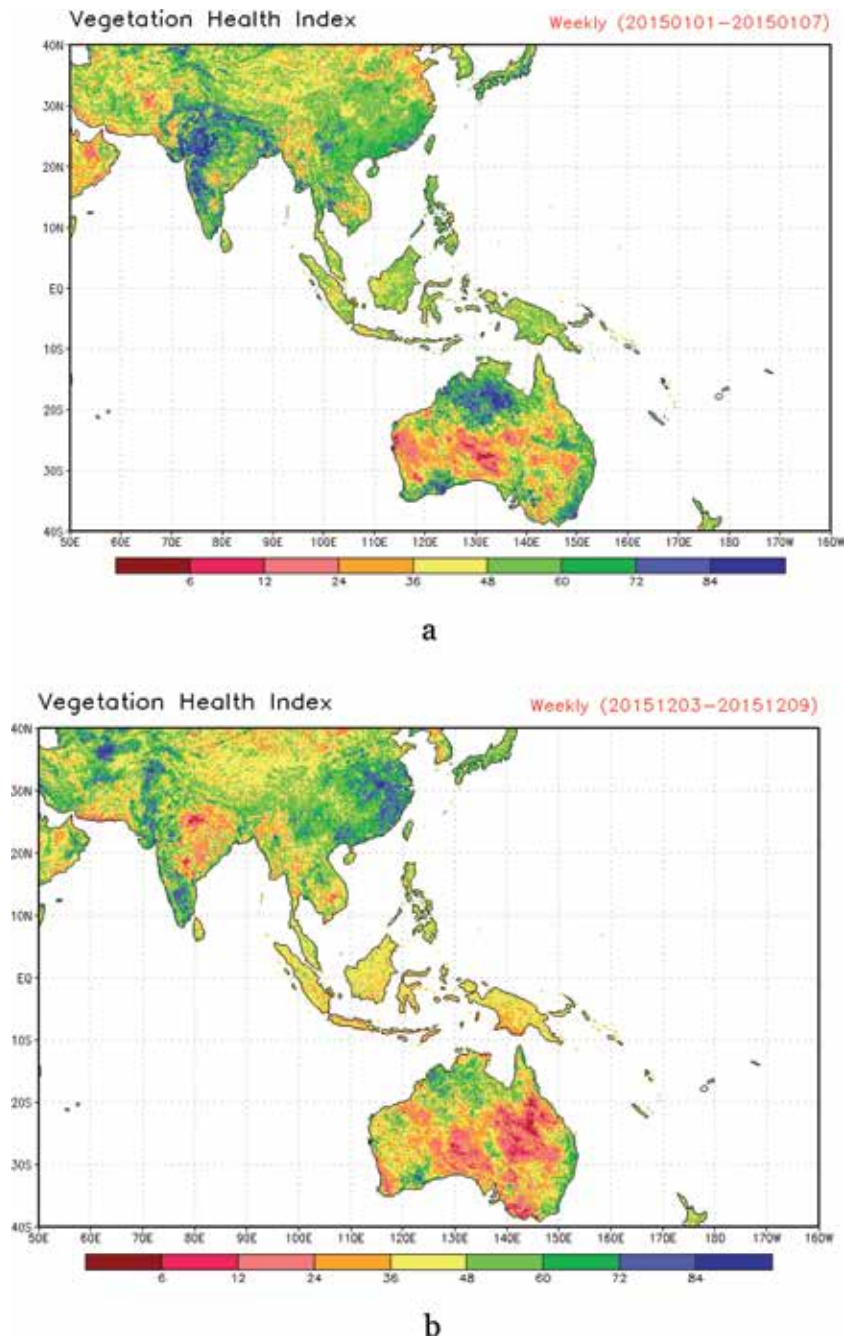 Vegetation Health Index Weekly (20150101-20150107)
40N
30N
20N
10N
EQ
10S
20S
30S
40S
50E 60E 70E 80E 90E 100E 110E 120E 130E 140E 150E 160E 170E 180 170W 160W
6 12 24 36 48 60 72 84
a
Vegetation Health Index Weekly (20151203-20151209)
40N
30N
20N
10N
EQ
10S
20S
30S
40S
50E 60E 70E 80E 90E 100E 110E 120E 130E 140E 150E 160E 170E 180 170W 160W
6 12 24 36 48 60 72 84
b